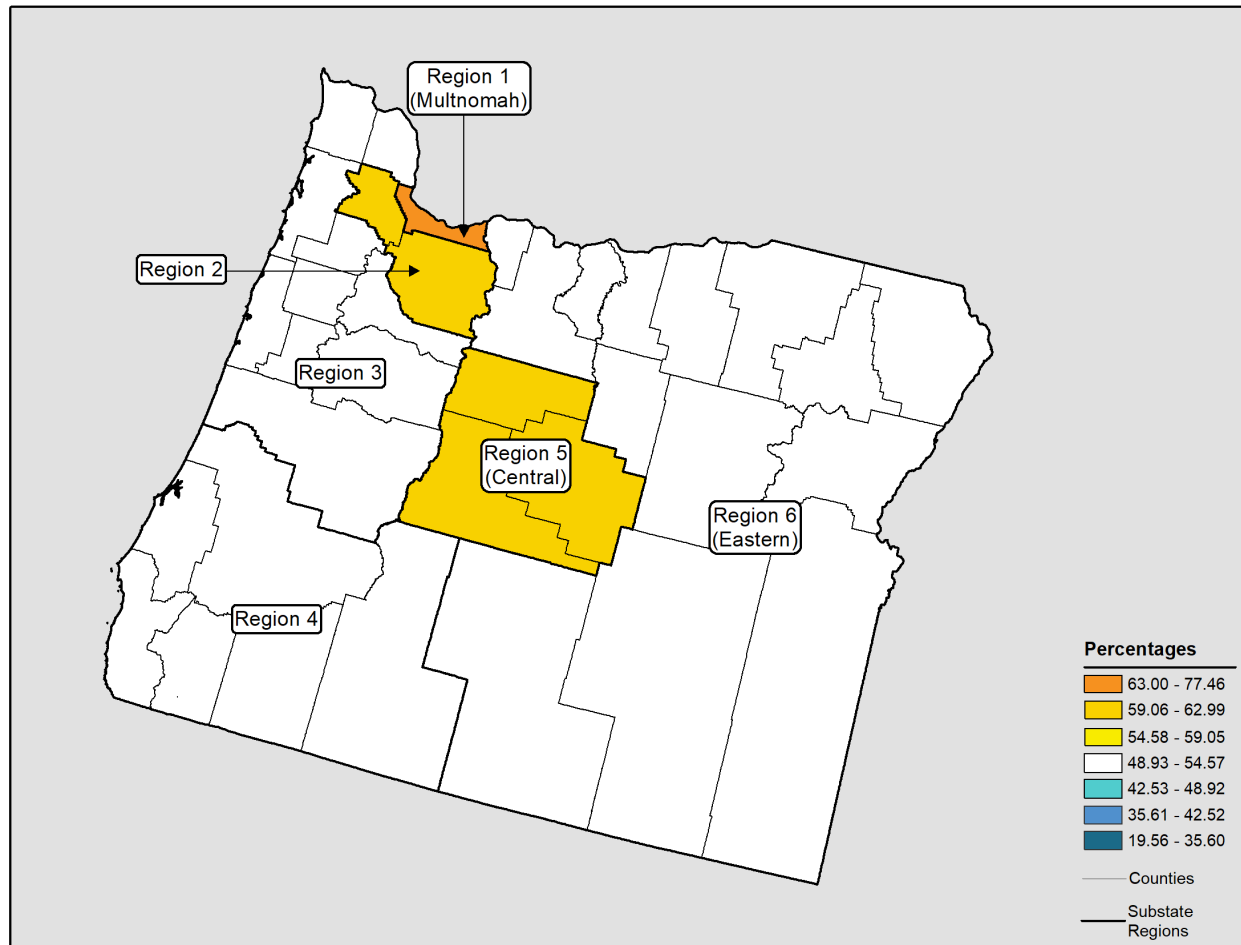 Region 1
(Multnomah)
Region 2
Region 3
Region 5
(Central)
Region 6
(Eastern)
Region 4
Percentages
63.00 - 77.46
59.06 - 62.99
54.58 - 59.05
48.93 - 54.57
42.53 - 48.92
35.61 - 42.52
19.56 - 35.60
Counties
Substate
Regions